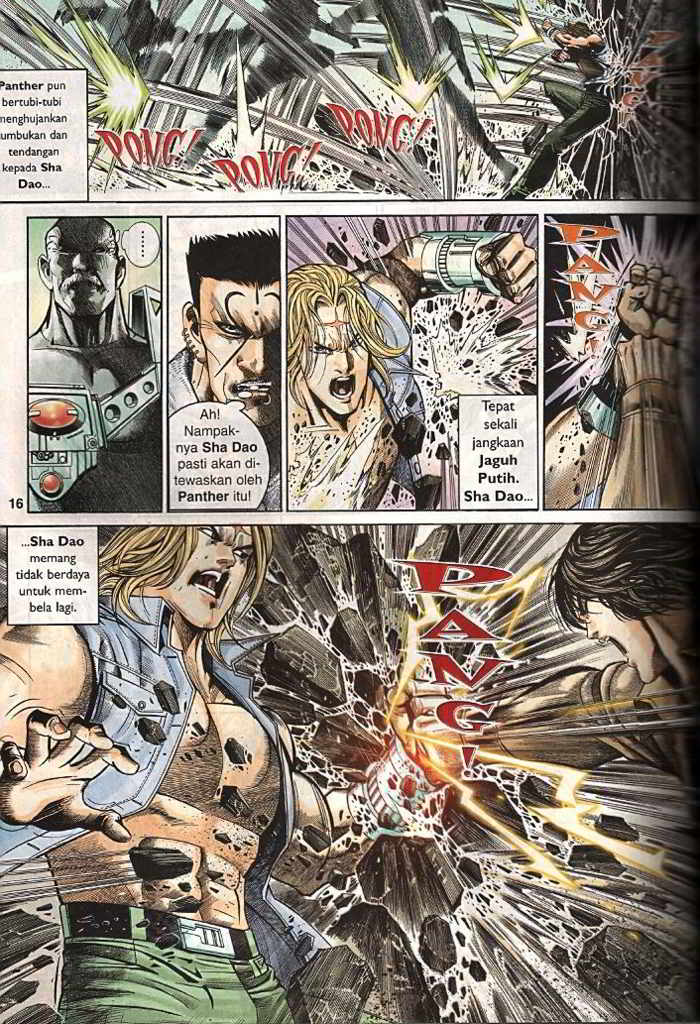 Panther pun
bertubi-tubi
menghujankan
tumbukan dan
tendangan
kepada Sha
Dao...
PONG!
PONG!
PONG!
PANG!
......
Ah!
Nampak-
nya Sha Dao
pasti akan di-
tewaskan oleh
Panther itu!
Tepat
sekali
jangkaan
Jaguh
Putih.
Sha Dao...
PANG!
16
...Sha Dao
memang
tidak berdaya
untuk mem-
bela lagi.
PANG!